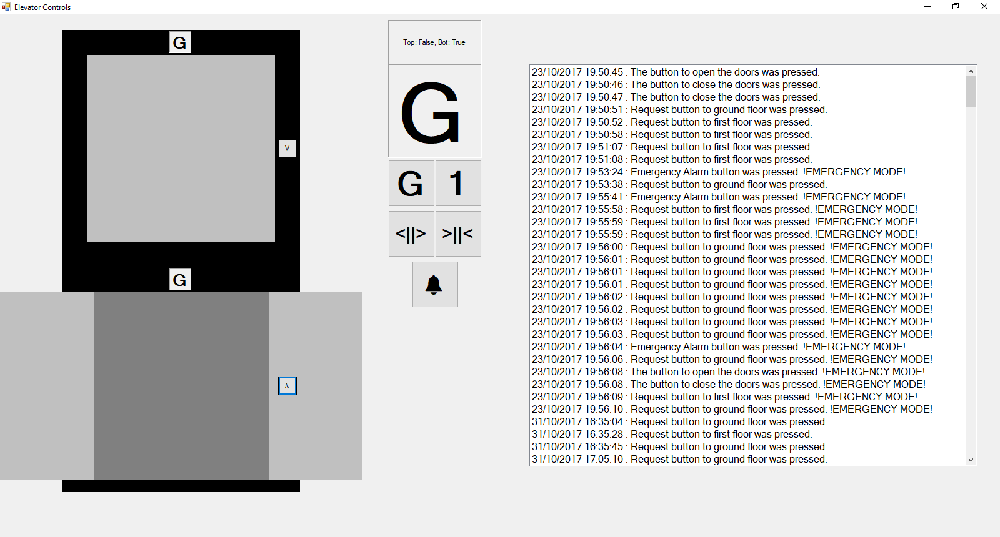 Elevator Controls
G
V
G
Λ
Top: False, Bot: True
G
G 1
<||> >||<
23/10/2017 19:50:45 : The button to open the doors was pressed.
23/10/2017 19:50:46 : The button to close the doors was pressed.
23/10/2017 19:50:47 : The button to close the doors was pressed.
23/10/2017 19:50:51 : Request button to ground floor was pressed.
23/10/2017 19:50:52 : Request button to first floor was pressed.
23/10/2017 19:50:58 : Request button to first floor was pressed.
23/10/2017 19:51:07 : Request button to first floor was pressed.
23/10/2017 19:51:08 : Request button to first floor was pressed.
23/10/2017 19:53:24 : Emergency Alarm button was pressed. !EMERGENCY MODE!
23/10/2017 19:53:38 : Request button to ground floor was pressed.
23/10/2017 19:55:41 : Emergency Alarm button was pressed. !EMERGENCY MODE!
23/10/2017 19:55:58 : Request button to first floor was pressed. !EMERGENCY MODE!
23/10/2017 19:55:59 : Request button to first floor was pressed. !EMERGENCY MODE!
23/10/2017 19:55:59 : Request button to first floor was pressed. !EMERGENCY MODE!
23/10/2017 19:56:00 : Request button to ground floor was pressed. !EMERGENCY MODE!
23/10/2017 19:56:01 : Request button to ground floor was pressed. !EMERGENCY MODE!
23/10/2017 19:56:01 : Request button to ground floor was pressed. !EMERGENCY MODE!
23/10/2017 19:56:01 : Request button to ground floor was pressed. !EMERGENCY MODE!
23/10/2017 19:56:02 : Request button to ground floor was pressed. !EMERGENCY MODE!
23/10/2017 19:56:02 : Request button to ground floor was pressed. !EMERGENCY MODE!
23/10/2017 19:56:03 : Request button to ground floor was pressed. !EMERGENCY MODE!
23/10/2017 19:56:03 : Request button to ground floor was pressed. !EMERGENCY MODE!
23/10/2017 19:56:04 : Emergency Alarm button was pressed. !EMERGENCY MODE!
23/10/2017 19:56:06 : Request button to ground floor was pressed. !EMERGENCY MODE!
23/10/2017 19:56:08 : The button to open the doors was pressed. !EMERGENCY MODE!
23/10/2017 19:56:08 : The button to close the doors was pressed. !EMERGENCY MODE!
23/10/2017 19:56:09 : Request button to first floor was pressed. !EMERGENCY MODE!
23/10/2017 19:56:10 : Request button to ground floor was pressed. !EMERGENCY MODE!
31/10/2017 16:35:04 : Request button to ground floor was pressed.
31/10/2017 16:35:28 : Request button to first floor was pressed.
31/10/2017 16:35:45 : Request button to ground floor was pressed.
31/10/2017 17:05:10 : Request button to ground floor was pressed.